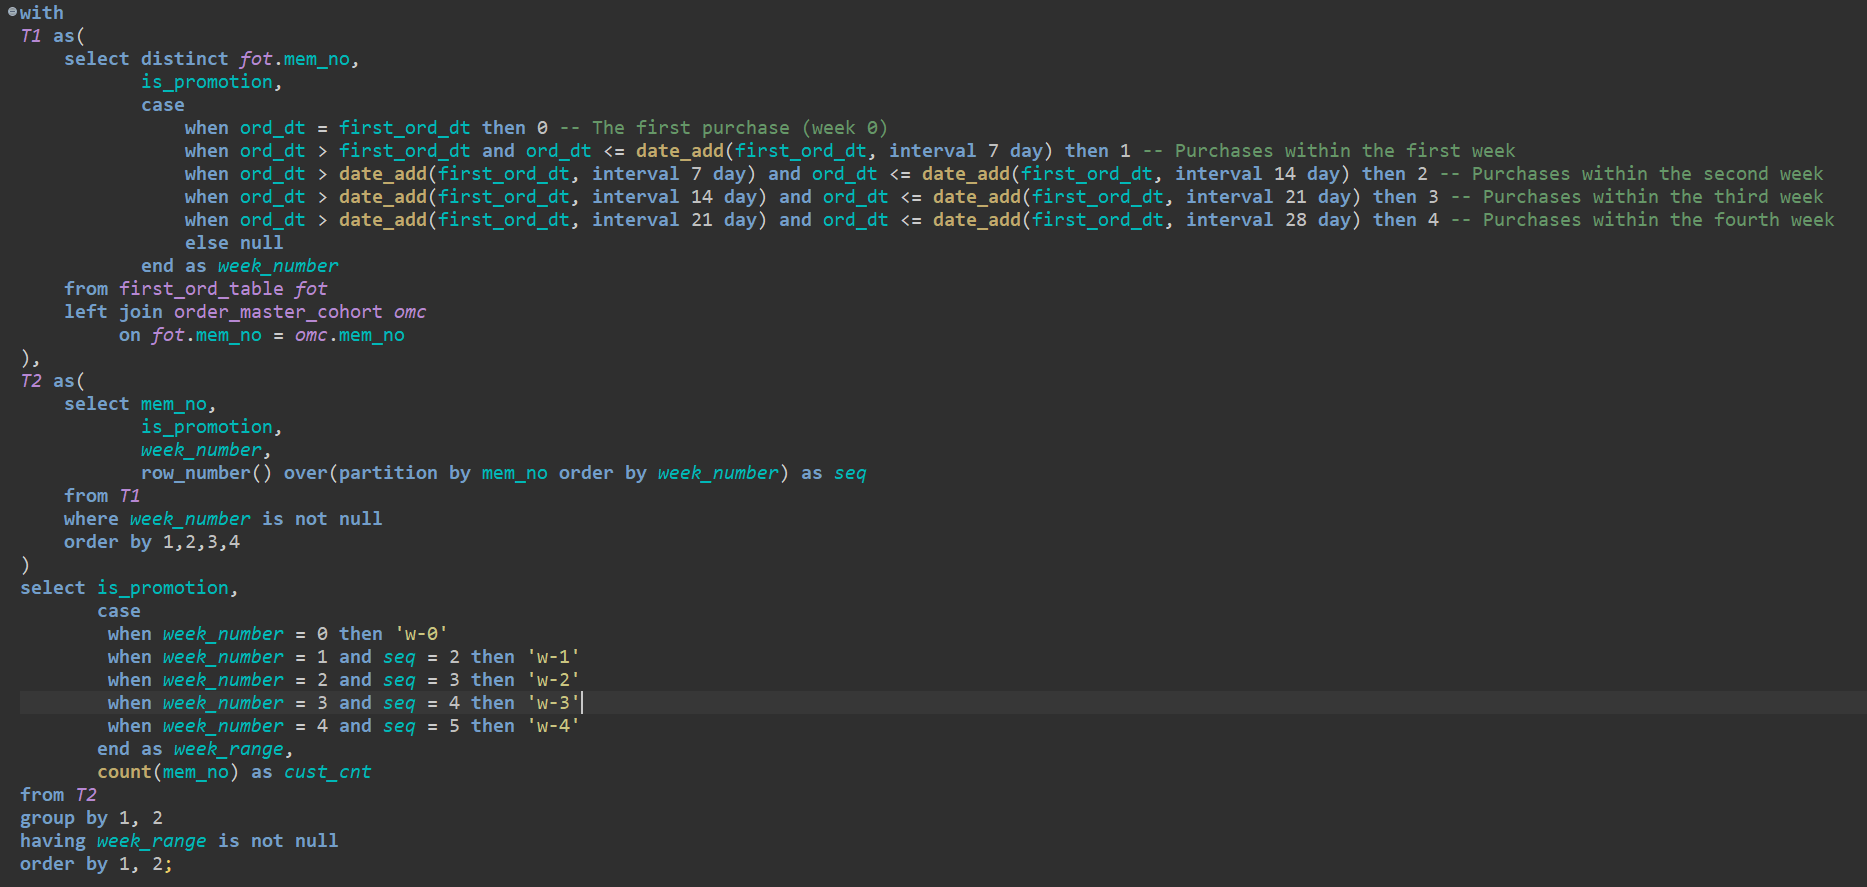 with
T1 as(
    select distinct fot.mem_no,
           is_promotion,
           case
               when ord_dt = first_ord_dt then 0 -- The first purchase (week 0)
               when ord_dt > first_ord_dt and ord_dt <= date_add(first_ord_dt, interval 7 day) then 1 -- Purchases within the first week
               when ord_dt > date_add(first_ord_dt, interval 7 day) and ord_dt <= date_add(first_ord_dt, interval 14 day) then 2 -- Purchases within the second week
               when ord_dt > date_add(first_ord_dt, interval 14 day) and ord_dt <= date_add(first_ord_dt, interval 21 day) then 3 -- Purchases within the third week
               when ord_dt > date_add(first_ord_dt, interval 21 day) and ord_dt <= date_add(first_ord_dt, interval 28 day) then 4 -- Purchases within the fourth week
               else null
           end as week_number
    from first_ord_table fot
    left join order_master_cohort omc
         on fot.mem_no = omc.mem_no
),
T2 as(
    select mem_no,
           is_promotion,
           week_number,
           row_number() over(partition by mem_no order by week_number) as seq
    from T1
    where week_number is not null
    order by 1,2,3,4
)
select is_promotion,
       case
        when week_number = 0 then 'w-0'
        when week_number = 1 and seq = 2 then 'w-1'
        when week_number = 2 and seq = 3 then 'w-2'
        when week_number = 3 and seq = 4 then 'w-3'
        when week_number = 4 and seq = 5 then 'w-4'
       end as week_range,
       count(mem_no) as cust_cnt
from T2
group by 1, 2
having week_range is not null
order by 1, 2;